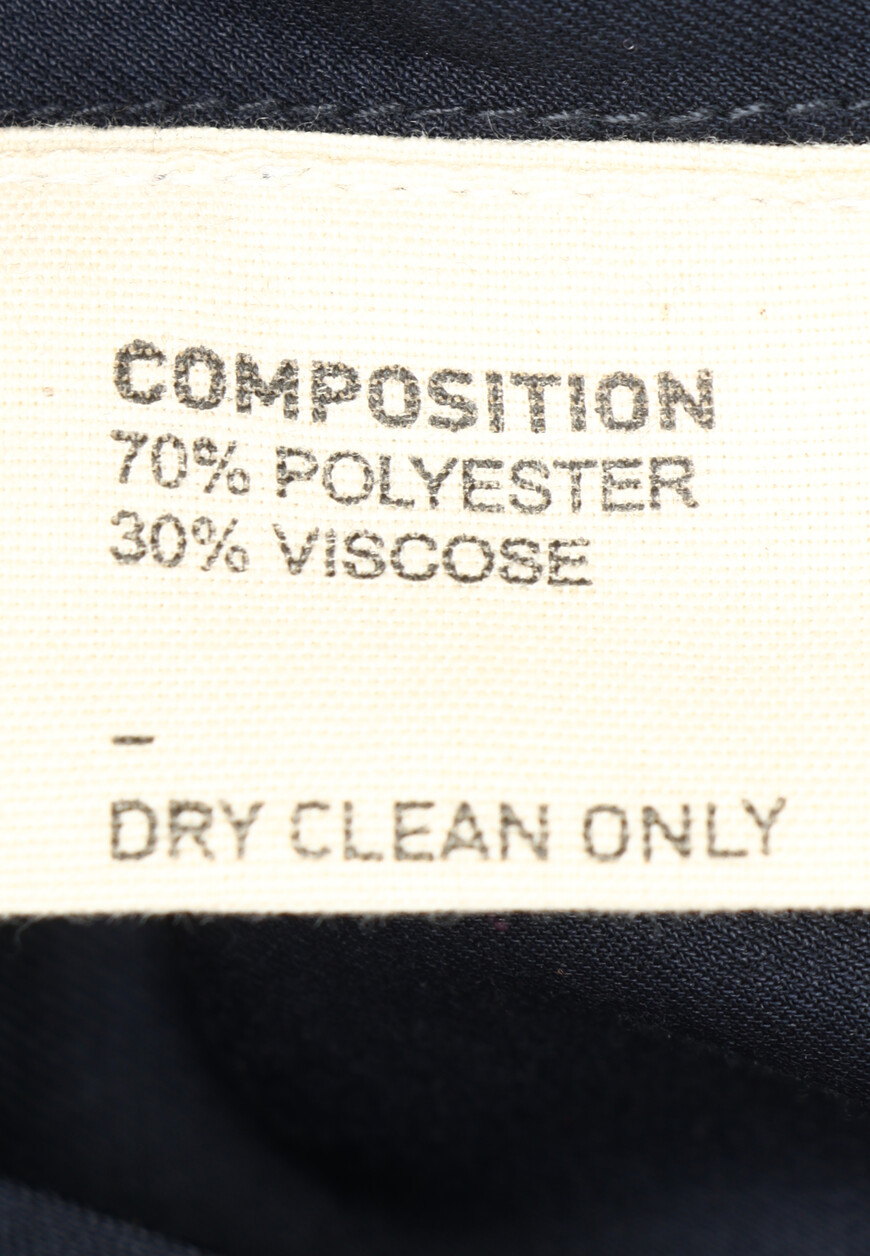 COMPOSITION
70% POLYESTER
30% VISCOSE
–
DRY CLEAN ONLY